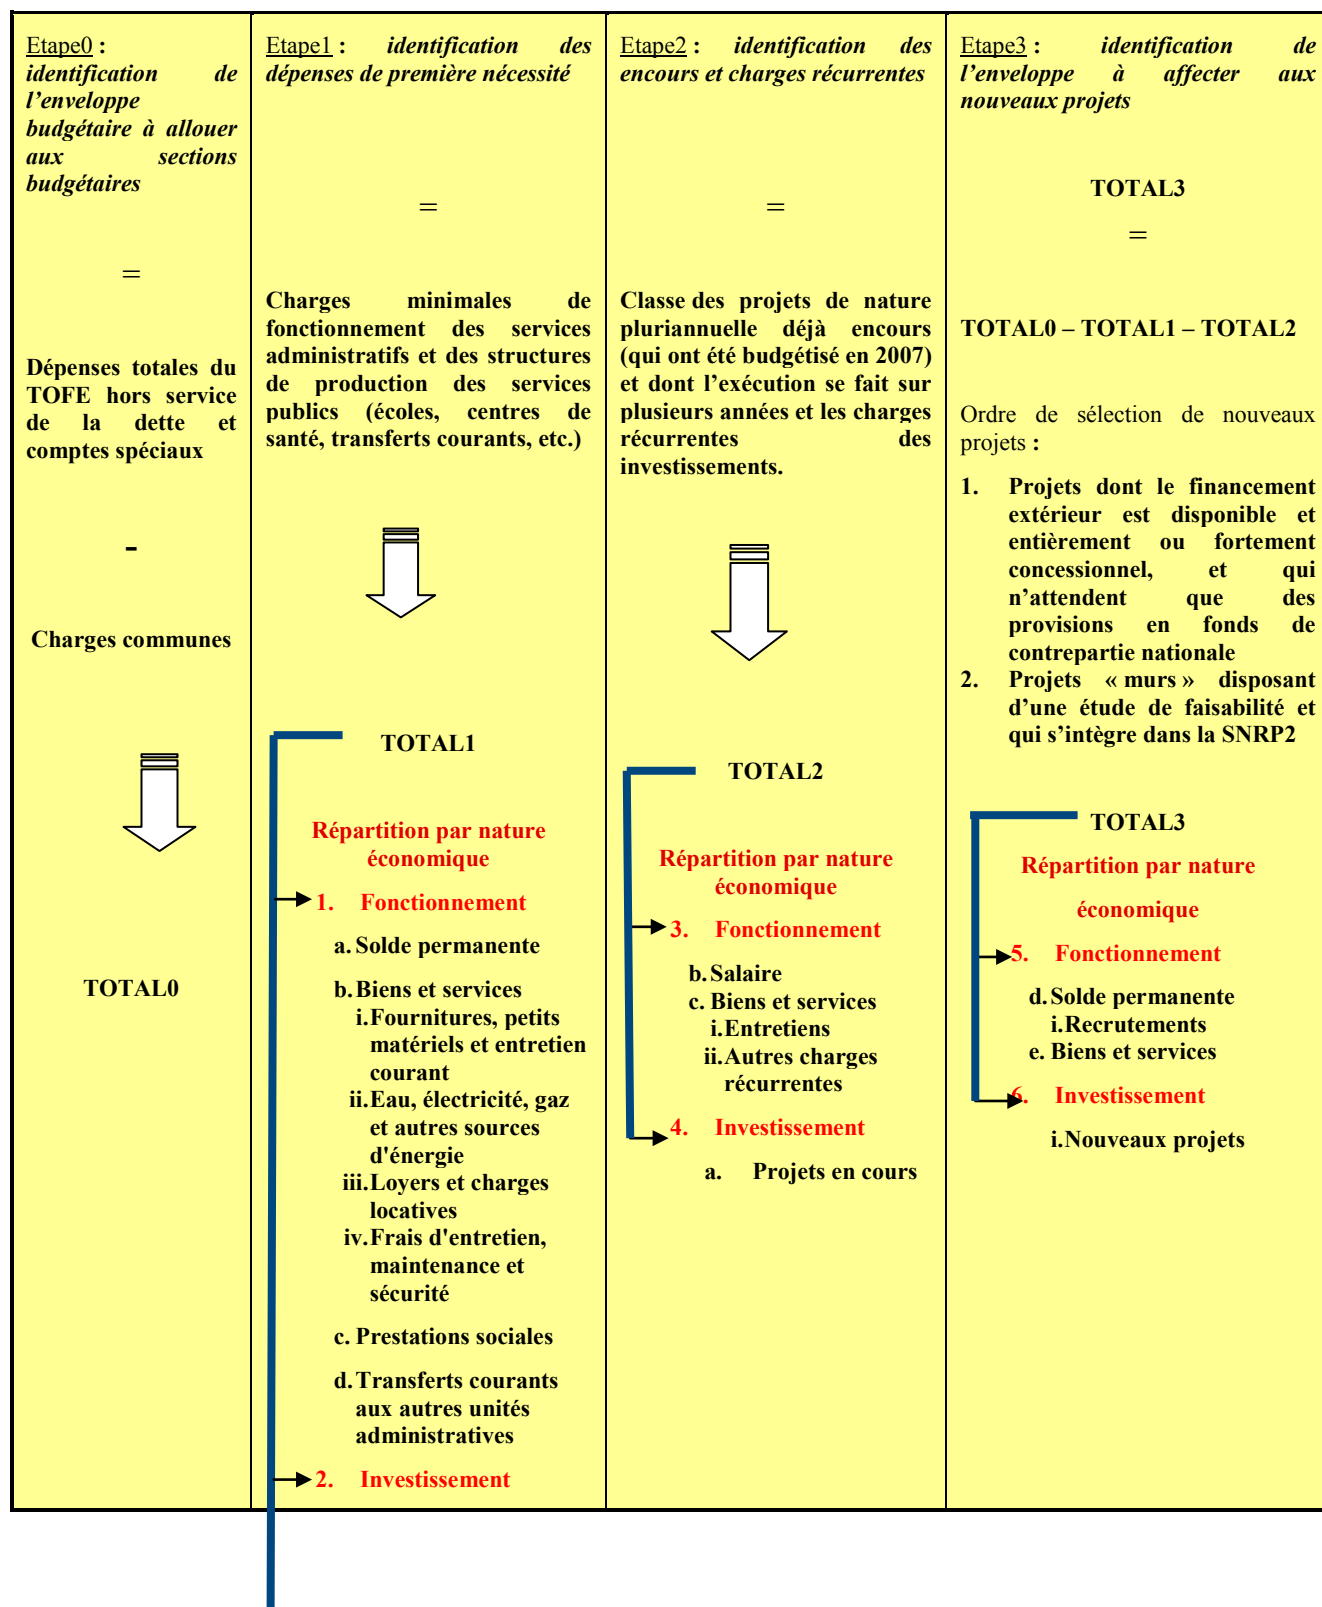 Etape0 :
identification de
l'enveloppe
budgétaire à allouer
aux sections
budgétaires
=
Dépenses totales du
TOFE hors service
de la dette et
comptes spéciaux
-
Charges communes
TOTAL0
Etape1 : identification des
dépenses de première nécessité
=
Charges minimales de
fonctionnement des services
administratifs et des structures
de production des services
publics (écoles, centres de
santé, transferts courants, etc.)
TOTAL1
Répartition par nature
économique
1. Fonctionnement
a. Solde permanente
b. Biens et services
i. Fournitures, petits
matériels et entretien
courant
ii. Eau, électricité, gaz
et autres sources
d'énergie
iii. Loyers et charges
locatives
iv. Frais d'entretien,
maintenance et
sécurité
c. Prestations sociales
d. Transferts courants
aux autres unités
administratives
2. Investissement
Etape2 : identification des
encours et charges récurrentes
=
Classe des projets de nature
pluriannuelle déjà encours
(qui ont été budgétisé en 2007)
et dont l'exécution se fait sur
plusieurs années et les charges
récurrentes des
investissements.
TOTAL2
Répartition par nature
économique
3. Fonctionnement
b. Salaire
c. Biens et services
i. Entretiens
ii. Autres charges
récurrentes
4. Investissement
a. Projets en cours
Etape3 : identification de
l'enveloppe à affecter aux
nouveaux projets
TOTAL3
=
TOTAL0 – TOTAL1 – TOTAL2
Ordre de sélection de nouveaux
projets :
1. Projets dont le financement
extérieur est disponible et
entièrement ou fortement
concessionnel, et qui
n'attendent que des
provisions en fonds de
contrepartie nationale
2. Projets « murs » disposant
d'une étude de faisabilité et
qui s'intègre dans la SNRP2
TOTAL3
Répartition par nature
économique
5. Fonctionnement
d. Solde permanente
i. Recrutements
e. Biens et services
6. Investissement
i. Nouveaux projets